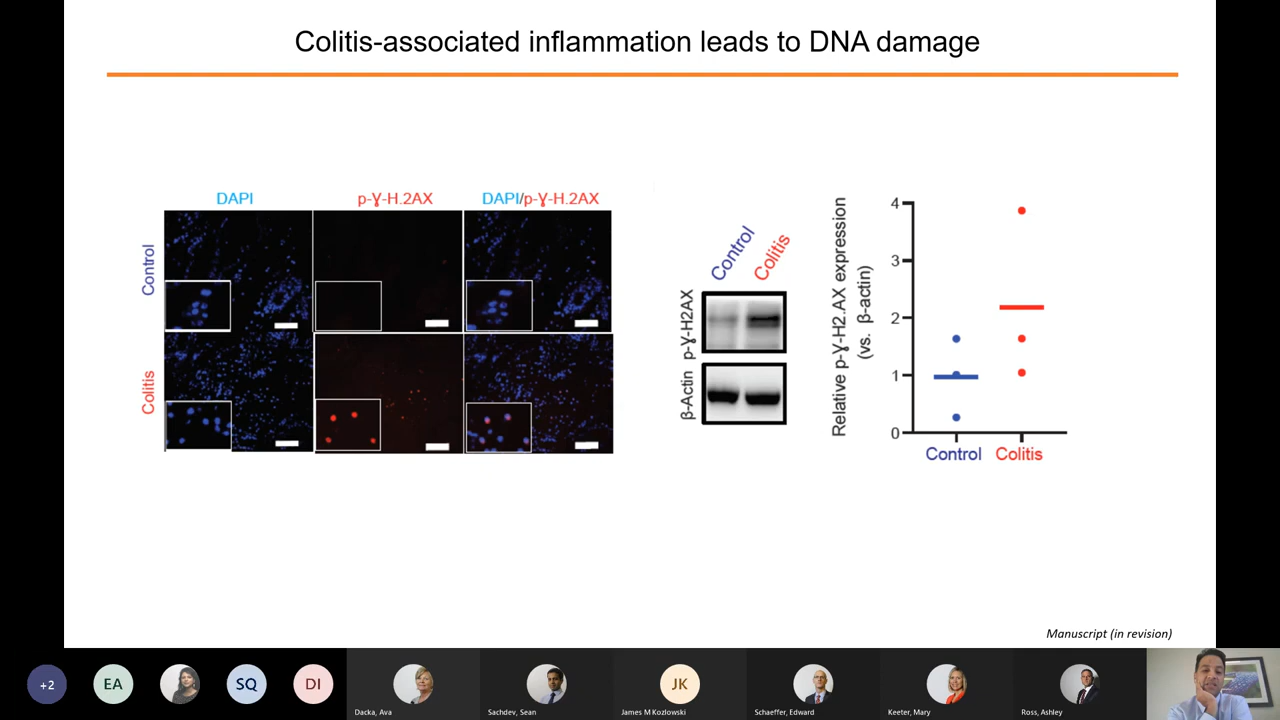 Colitis-associated inflammation leads to DNA damage
DAPI
p-Ɣ-H.2AX
DAPI/p-Ɣ-H.2AX
Control
Colitis
Control
Colitis
p-Ɣ-H2AX
β-Actin
Relative p-Ɣ-H2.AX expression
(vs. β-actin)
4
3
2
1
0
Control
Colitis
Manuscript (in revision)
+2
EA
SQ
DI
JK
Dacka, Ava
Sachdev, Sean
James M Kozlowski
Schaeffer, Edward
Keeter, Mary
Ross, Ashley